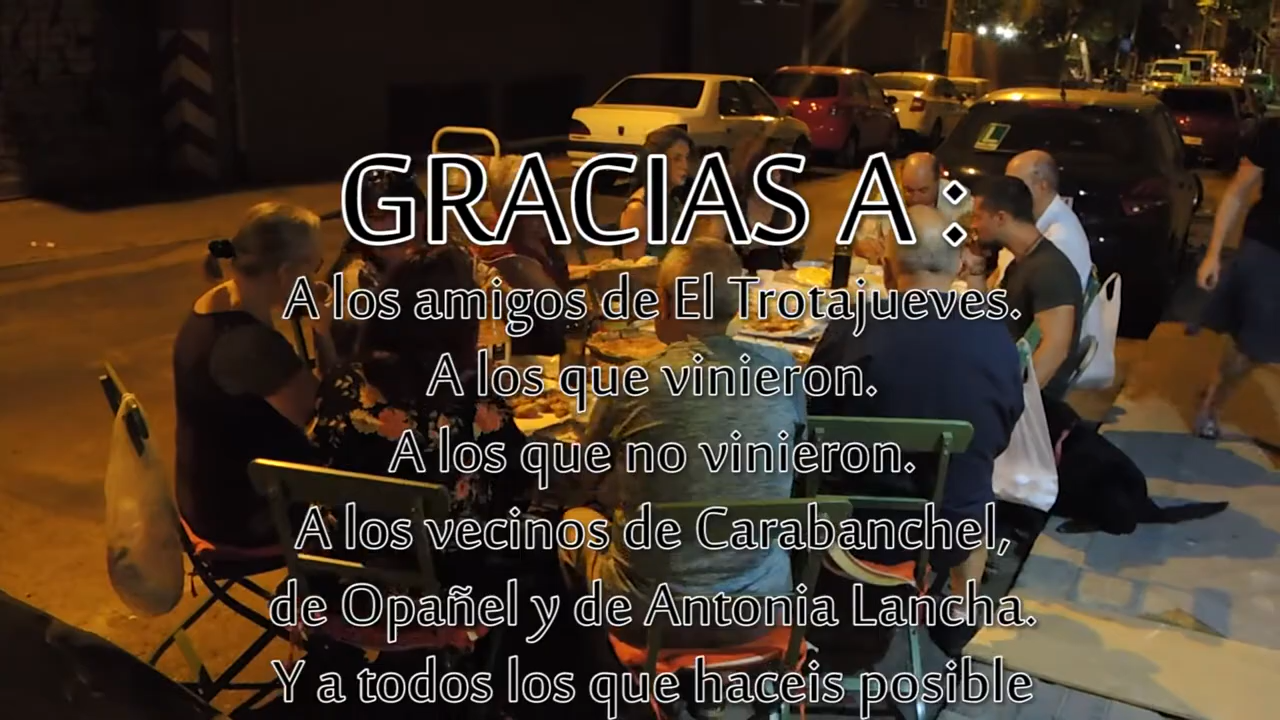 GRACIAS A :
A los amigos de El Trotajueves.
A los que vinieron.
A los que no vinieron.
A los vecinos de Carabanchel,
de Opañel y de Antonia Lancha.
Y a todos los que haceis posible
L